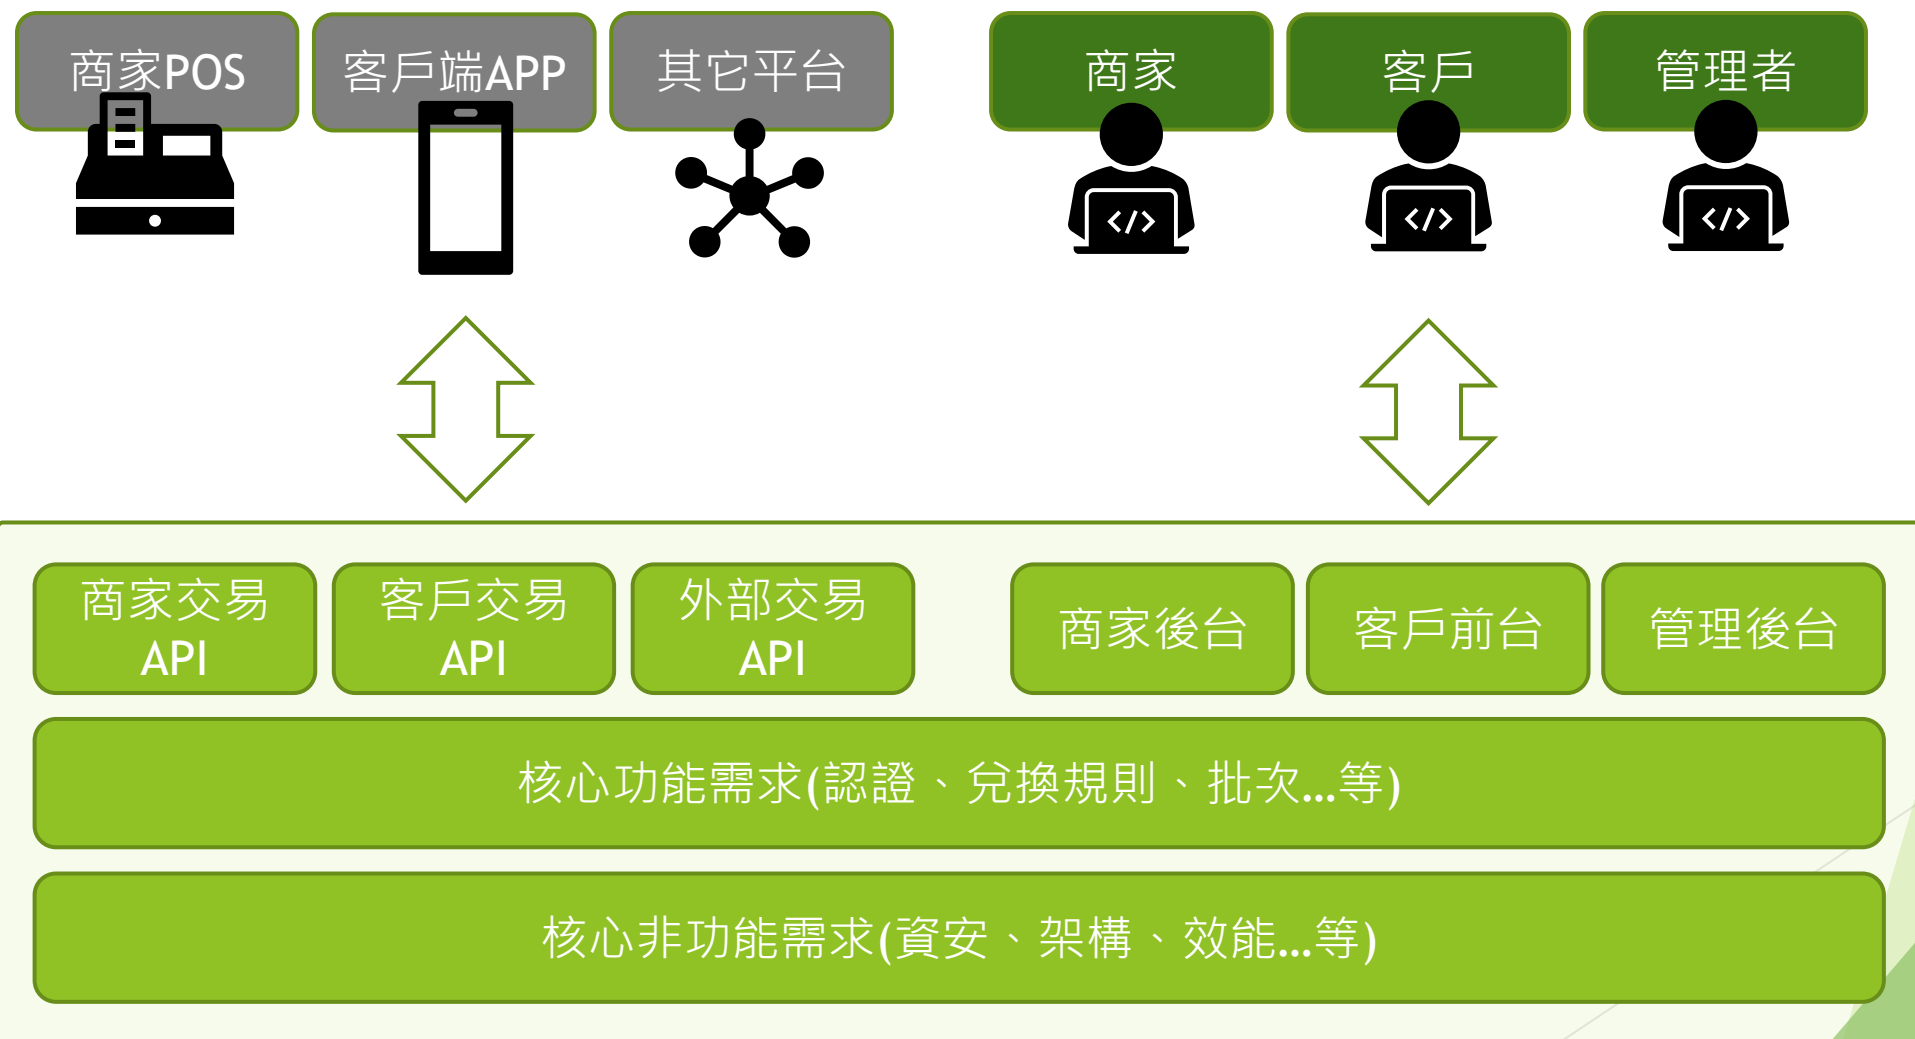 商家POS
客戶端APP
其它平台
商家
客戶
管理者
商家交易
API
客戶交易
API
外部交易
API
商家後台
客戶前台
管理後台
核心功能需求(認證、兌換規則、批次...等)
核心非功能需求(資安、架構、效能...等)